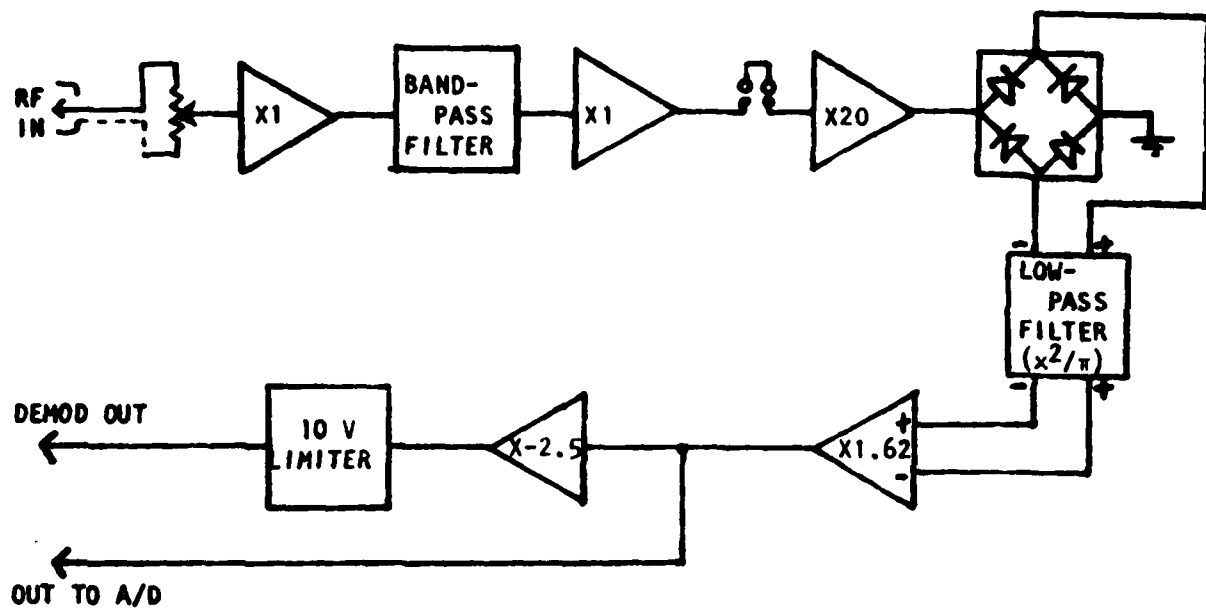 RF
IN
X1
BAND-
PASS
FILTER
X1
X20
- +
LOW-
PASS
FILTER
(x²/π)
- +
DEMOD OUT
10 V
LIMITER
X-2.5
+
X1.62
-
OUT TO A/D